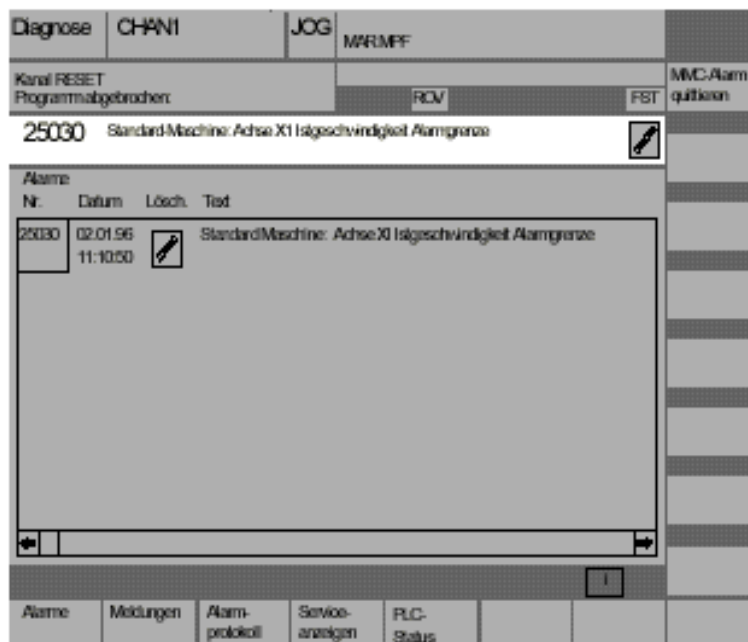 Diagnose CHAN1 JOG MAR.MPF
Kanal RESET
Programm abgebrochen:
ROV FST
MMC-Alarm
quittieren
25030 Standard-Maschine: Achse X1 Istgeschwindigkeit Alarmgrenze
Alarme
Nr. Datum Lösch. Text
25030 02.01.96 Standard Maschine: Achse X1 Istgeschwindigkeit Alarmgrenze
11:10:50
i
Alarme Meldungen Alarm- Service- PLC-
protokoll anzeigen Status